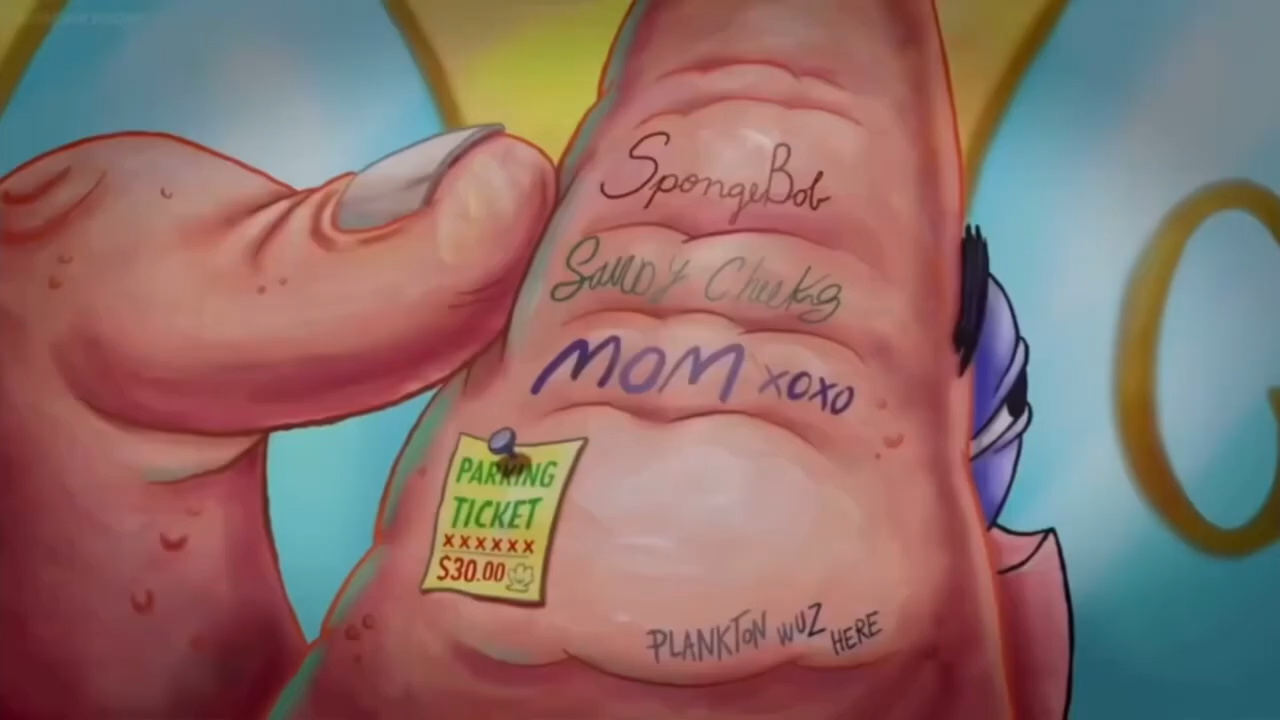 SpongeBob
Sandy Cheeks
MOM xoxo
PARKING
TICKET
xxxxxx
$30.00
PLANKTON WUZ HERE